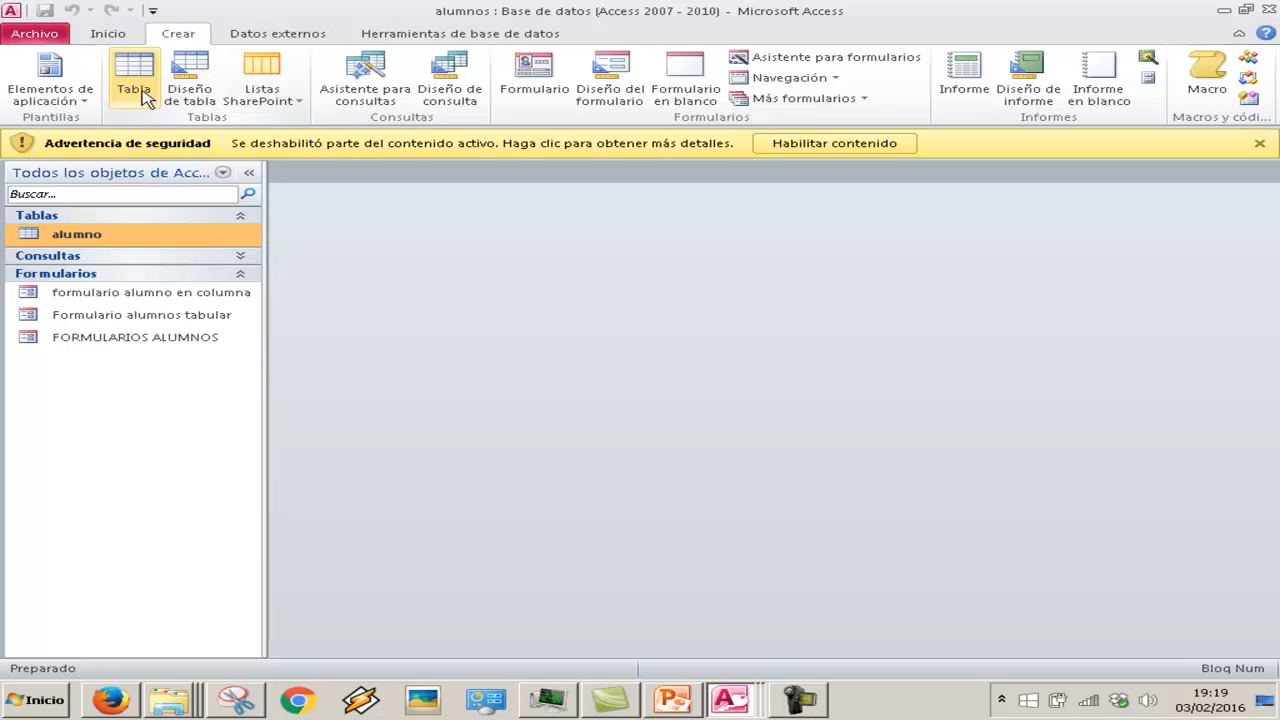 alumnos : Base de datos (Access 2007 - 2010) - Microsoft Access
Archivo Inicio Crear Datos externos Herramientas de base de datos
Elementos de aplicación
Plantillas
Tabla
Diseño de tabla
Listas SharePoint
Tablas
Asistente para consultas
Diseño de consulta
Consultas
Formulario
Diseño del formulario
Formulario en blanco
Asistente para formularios
Navegación
Más formularios
Formularios
Informe
Diseño de informe
Informe en blanco
Informes
Macro
Macros y códi...
Advertencia de seguridad Se deshabilitó parte del contenido activo. Haga clic para obtener más detalles. Habilitar contenido
Todos los objetos de Acc...
Buscar...
Tablas
alumno
Consultas
Formularios
formulario alumno en columna
Formulario alumnos tabular
FORMULARIOS ALUMNOS
Preparado
Bloq Num
Inicio
19:19
03/02/2016